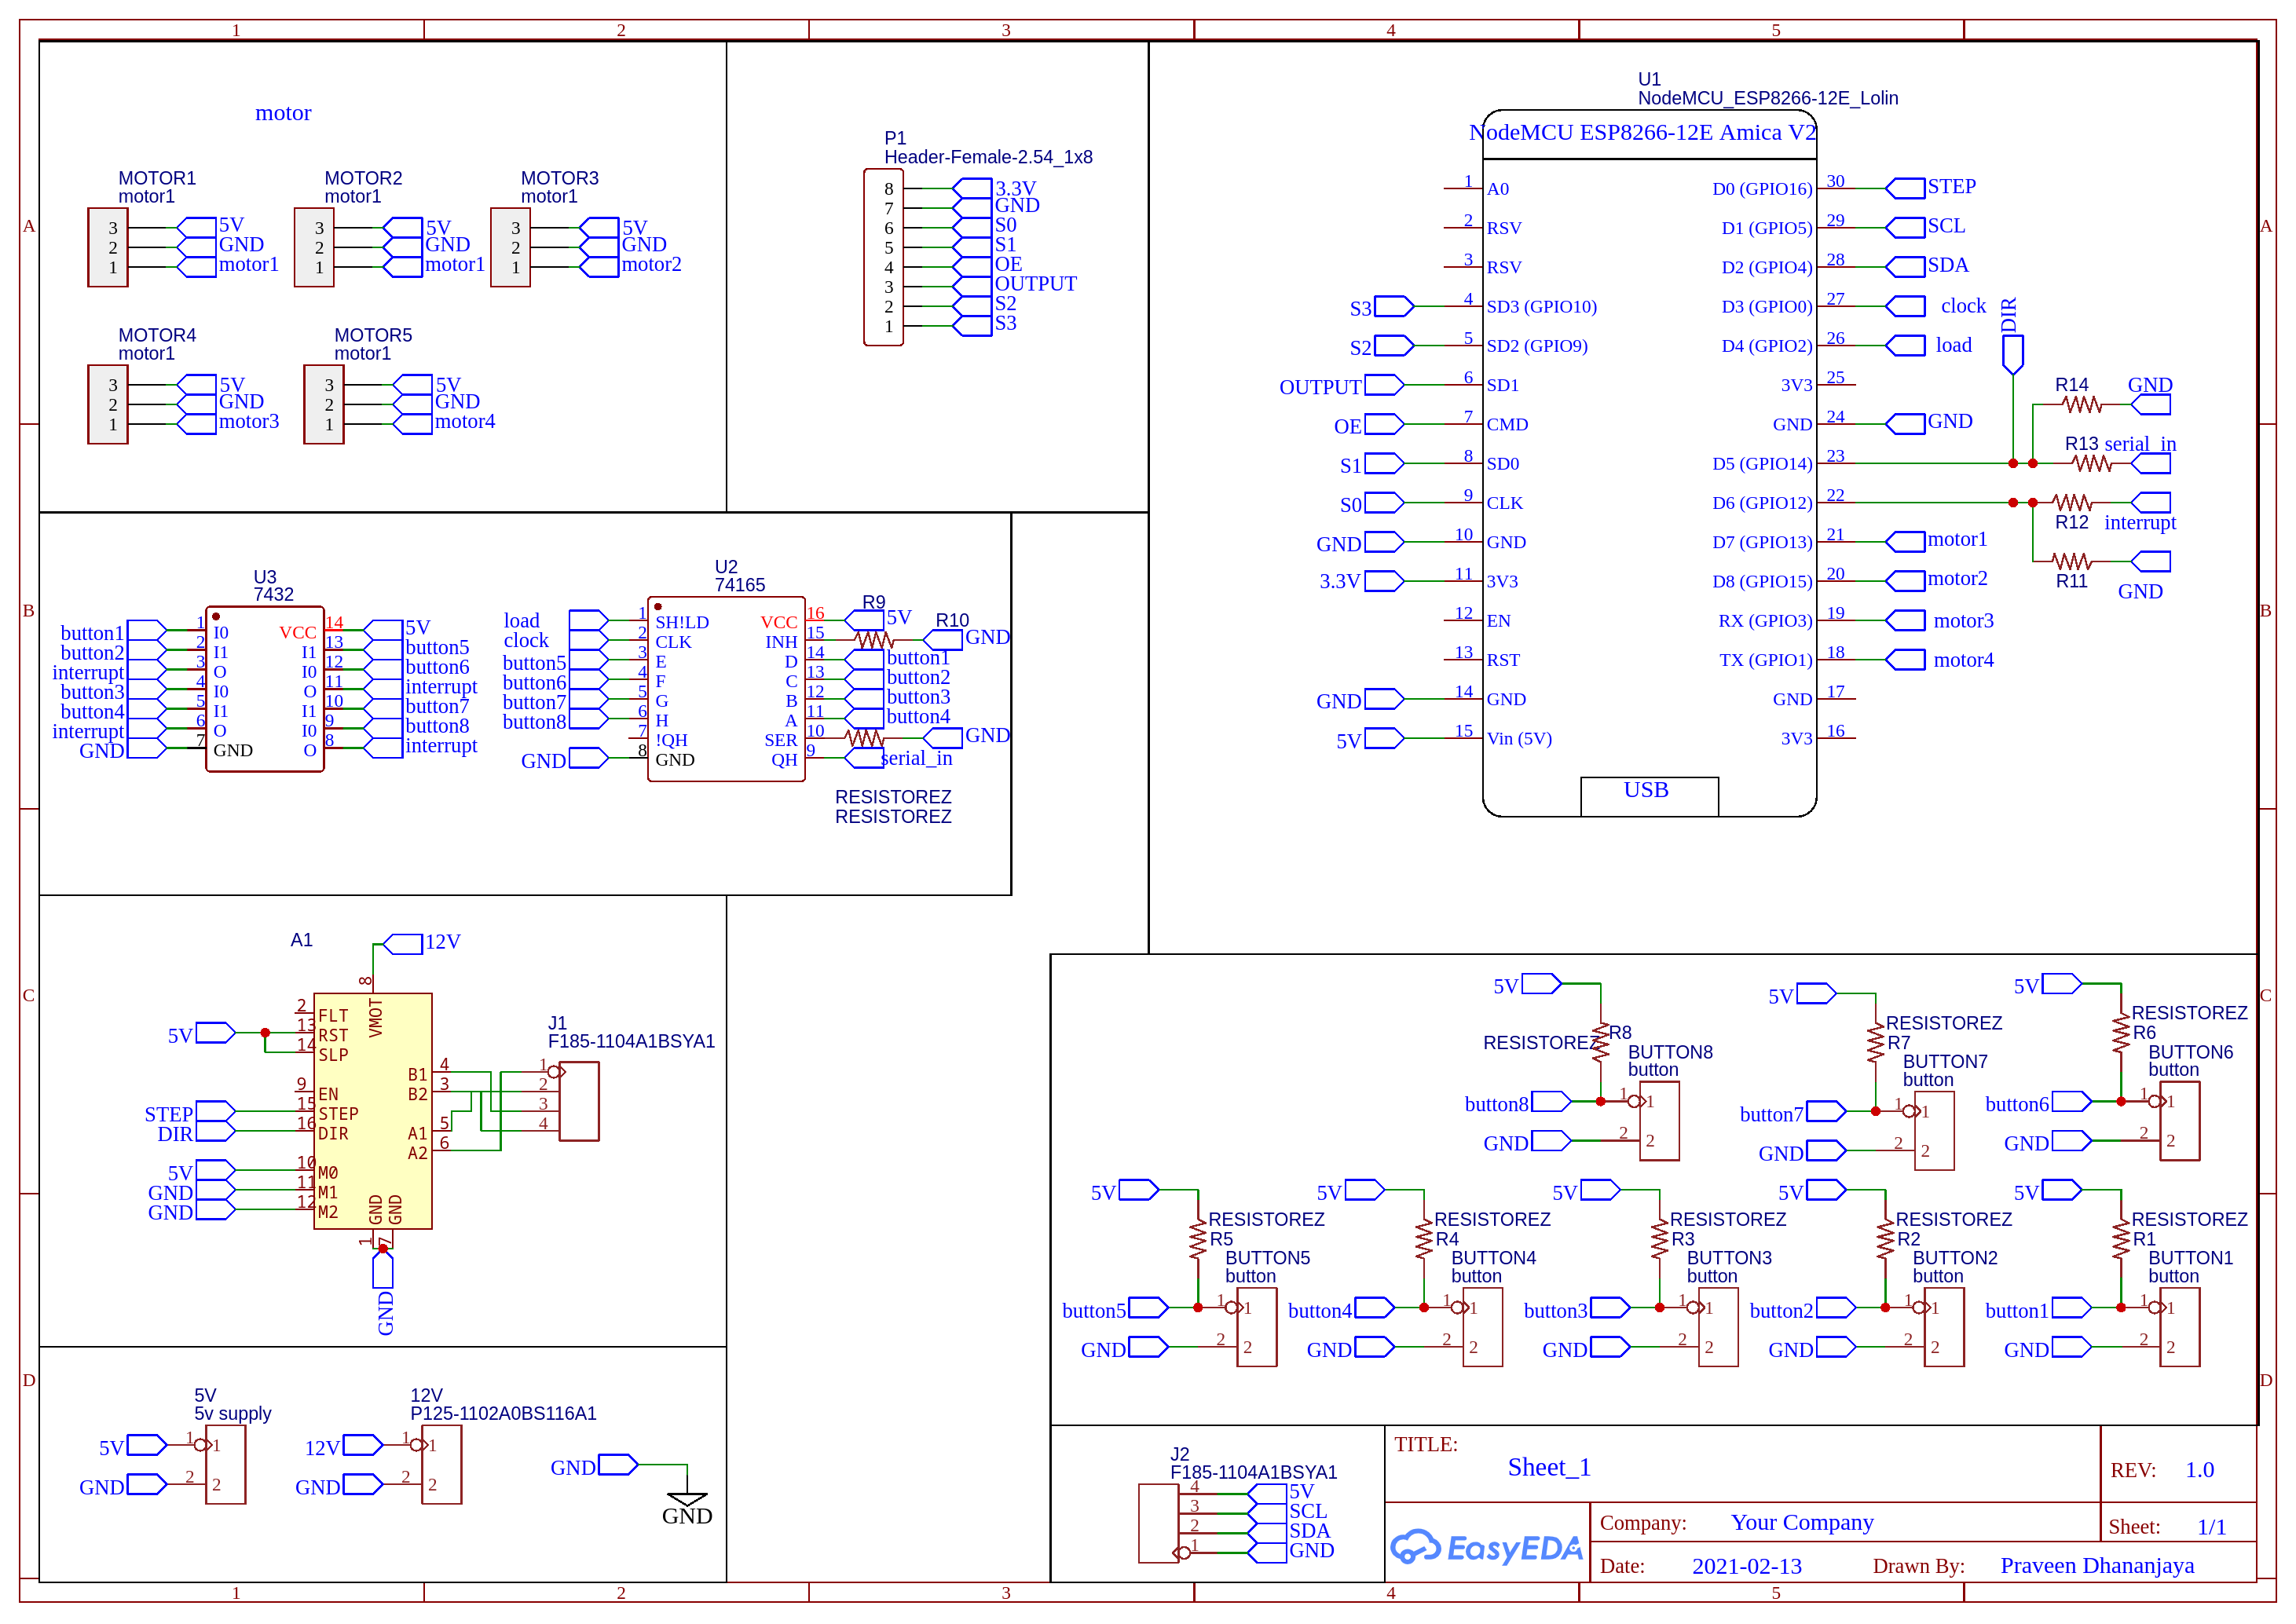 1 2 3 4 5
A
B
C
D
A
B
C
D
motor
MOTOR1
motor1
3 5V
2 GND
1 motor1
MOTOR2
motor1
3 5V
2 GND
1 motor1
MOTOR3
motor1
3 5V
2 GND
1 motor2
MOTOR4
motor1
3 5V
2 GND
1 motor3
MOTOR5
motor1
3 5V
2 GND
1 motor4
P1
Header-Female-2.54_1x8
8 3.3V
7 GND
6 S0
5 S1
4 OE
3 OUTPUT
2 S2
1 S3
U1
NodeMCU_ESP8266-12E_Lolin
NodeMCU ESP8266-12E Amica V2
1 A0 D0 (GPIO16) 30 STEP
2 RSV D1 (GPIO5) 29 SCL
3 RSV D2 (GPIO4) 28 SDA
S3 4 SD3 (GPIO10) D3 (GPIO0) 27 clock
S2 5 SD2 (GPIO9) D4 (GPIO2) 26 load
OUTPUT 6 SD1 3V3 25
OE 7 CMD GND 24 GND
S1 8 SD0 D5 (GPIO14) 23
S0 9 CLK D6 (GPIO12) 22
GND 10 GND D7 (GPIO13) 21 motor1
3.3V 11 3V3 D8 (GPIO15) 20 motor2
12 EN RX (GPIO3) 19 motor3
13 RST TX (GPIO1) 18 motor4
GND 14 GND GND 17
5V 15 Vin (5V) 3V3 16
USB
DIR
R14 GND
R13 serial_in
R12 interrupt
R11 GND
U3
7432
button1 1 I0 VCC 14 5V
button2 2 I1 I1 13 button5
interrupt 3 O I0 12 button6
button3 4 I0 O 11 interrupt
button4 5 I1 I1 10 button7
interrupt 6 O I0 9 button8
GND 7 GND O 8 interrupt
U2
74165
load 1 SH!LD VCC 16 5V
clock 2 CLK INH 15 R9 R10 GND
button5 3 E D 14 button1
button6 4 F C 13 button2
button7 5 G B 12 button3
button8 6 H A 11 button4
7 !QH SER 10 GND
GND 8 GND QH 9 serial_in
RESISTOREZ
RESISTOREZ
A1
12V
8
VMOT
2 FLT
5V 13 RST
14 SLP
9 EN
STEP 15 STEP
DIR 16 DIR
5V 10 M0
GND 11 M1
GND 12 M2
B1 4
B2 3
A1 5
A2 6
GND GND
1 7
GND
J1
F185-1104A1BSYA1
1
2
3
4
5V
RESISTOREZ R8
BUTTON8
button
button8 1 1
GND 2 2
5V
RESISTOREZ
R7
BUTTON7
button
button7 1 1
GND 2 2
5V
RESISTOREZ
R6
BUTTON6
button
button6 1 1
GND 2 2
5V
RESISTOREZ
R5
BUTTON5
button
button5 1 1
GND 2 2
5V
RESISTOREZ
R4
BUTTON4
button
button4 1 1
GND 2 2
5V
RESISTOREZ
R3
BUTTON3
button
button3 1 1
GND 2 2
5V
RESISTOREZ
R2
BUTTON2
button
button2 1 1
GND 2 2
5V
RESISTOREZ
R1
BUTTON1
button
button1 1 1
GND 2 2
5V
5v supply
5V 1 1
GND 2 2
12V
P125-1102A0BS116A1
12V 1 1
GND 2 2
GND
GND
J2
F185-1104A1BSYA1
4 5V
3 SCL
2 SDA
1 GND
TITLE:
Sheet_1
REV: 1.0
EasyEDA
Company: Your Company
Sheet: 1/1
Date: 2021-02-13 Drawn By: Praveen Dhananjaya
1 2 3 4 5